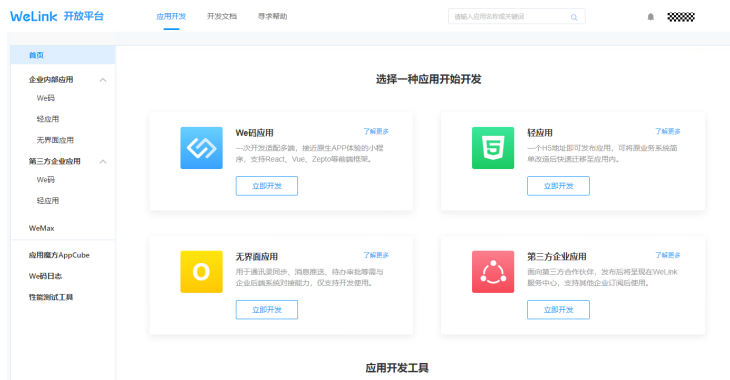 WeLink 开放平台
应用开发
开发文档
寻求帮助
请输入应用名称或关键词
首页
企业内部应用
We码
轻应用
无界面应用
第三方企业应用
We码
轻应用
WeMax
应用魔方AppCube
We码日志
性能测试工具
选择一种应用开始开发
We码应用
了解更多
一次开发适配多端，接近原生APP体验的小程
序，支持React、Vue、Zepto等前端框架。
立即开发
轻应用
了解更多
一个H5地址即可发布应用，可将原业务系统简
单改造后快速迁移至应用内。
立即开发
O
无界面应用
了解更多
用于通讯录同步、消息推送、待办审批够需与
企业后端系统对接能力，仅支持开发使用。
立即开发
第三方企业应用
了解更多
面向第三方合作伙伴，发布后将呈现在WeLink
服务中心，支持其他企业订阅后使用。
立即开发
应用开发工具